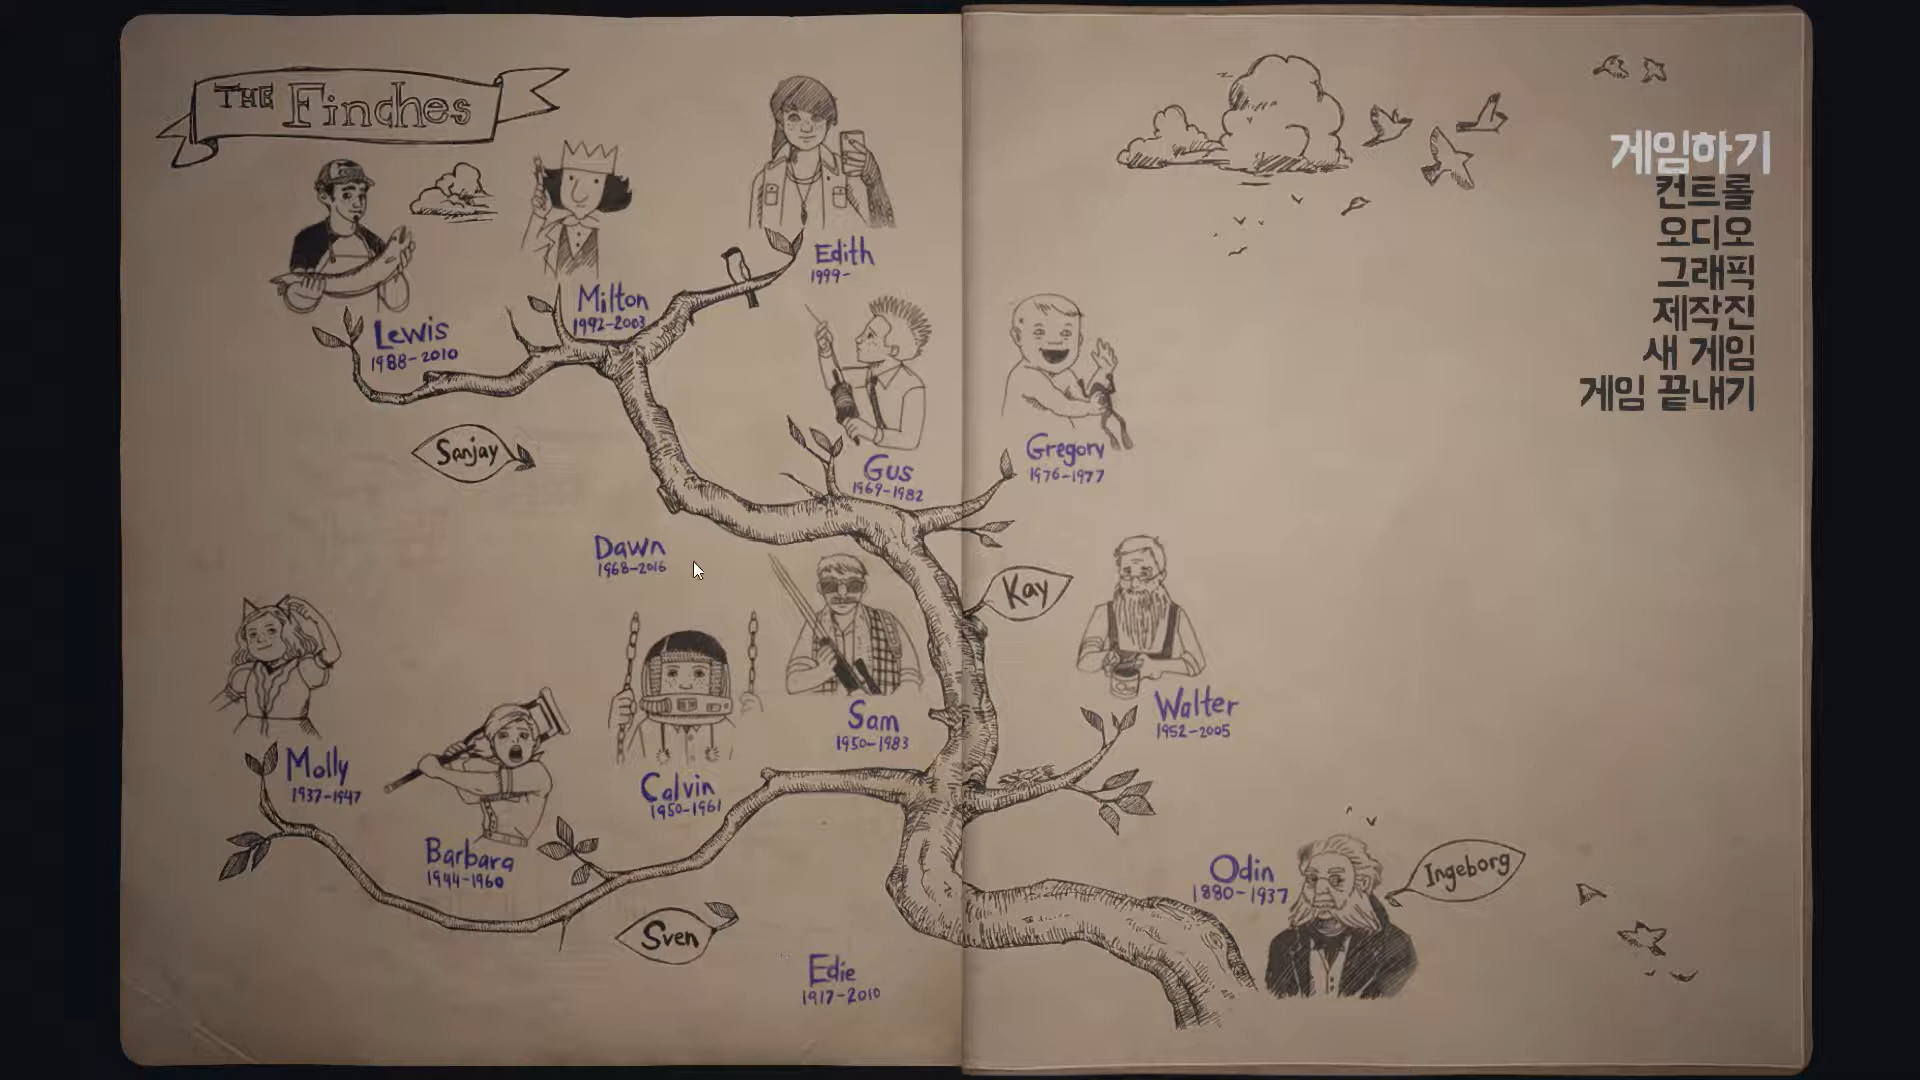 THE Finches
Edith
1999-
Milton
1992-2003
Lewis
1988-2010
Sanjay
Gus
1969-1982
Gregory
1976-1977
Dawn
1968-2016
Kay
Sam
1950-1983
Walter
1952-2005
Molly
1937-1947
Calvin
1950-1961
Barbara
1944-1960
Sven
Edie
1917-2010
Odin
1880-1937
Ingeborg
게임하기
컨트롤
오디오
그래픽
제작진
새 게임
게임 끝내기